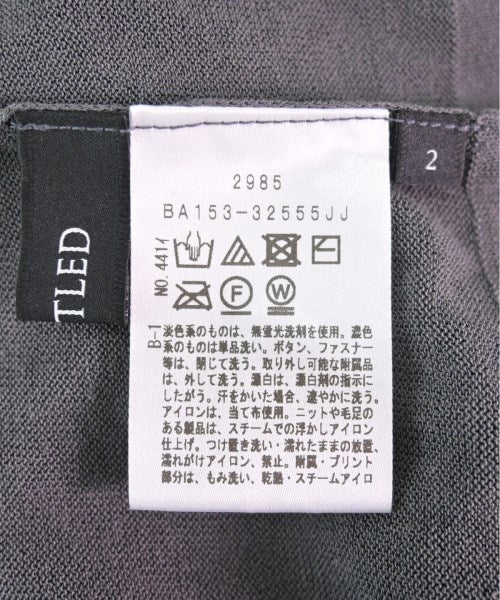 2985
BA153-32555JJ
TLED
2
NO.4414
F W
B-1
淡色系のものは、無蛍光洗剤を使用。濃色
系のものは単品洗い。ボタン、ファスナー
等は、閉じて洗う。取り外し可能な附属品
は、外して洗う。漂白は、漂白剤の指示に
したがう。汗をかいた場合、速やかに洗う。
アイロンは、当て布使用。ニットや毛足の
ある製品は、スチームでの浮かしアイロン
仕上げ。つけ置き洗い・濡れたままの放置、
濡れがけアイロン、禁止。附属・プリント
部分は、もみ洗い、乾熱・スチームアイロ